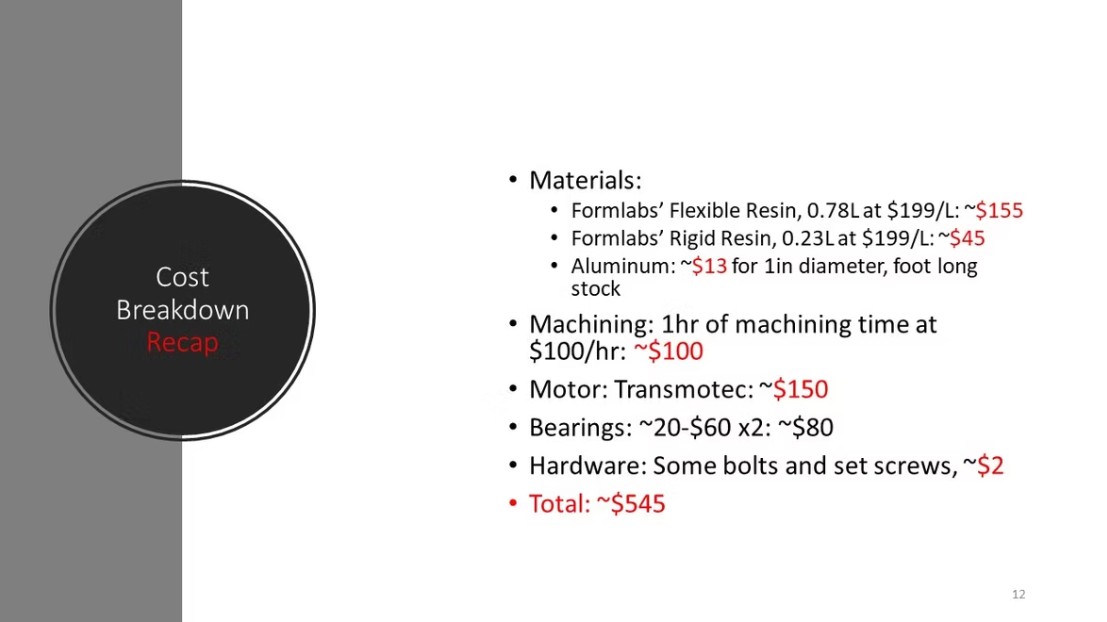 Cost
Breakdown
Recap
• Materials:
• Formlabs’ Flexible Resin, 0.78L at $199/L: ~$155
• Formlabs’ Rigid Resin, 0.23L at $199/L: ~$45
• Aluminum: ~$13 for 1in diameter, foot long
stock
• Machining: 1hr of machining time at
$100/hr: ~$100
• Motor: Transmotec: ~$150
• Bearings: ~20-$60 x2: ~$80
• Hardware: Some bolts and set screws, ~$2
• Total: ~$545
12